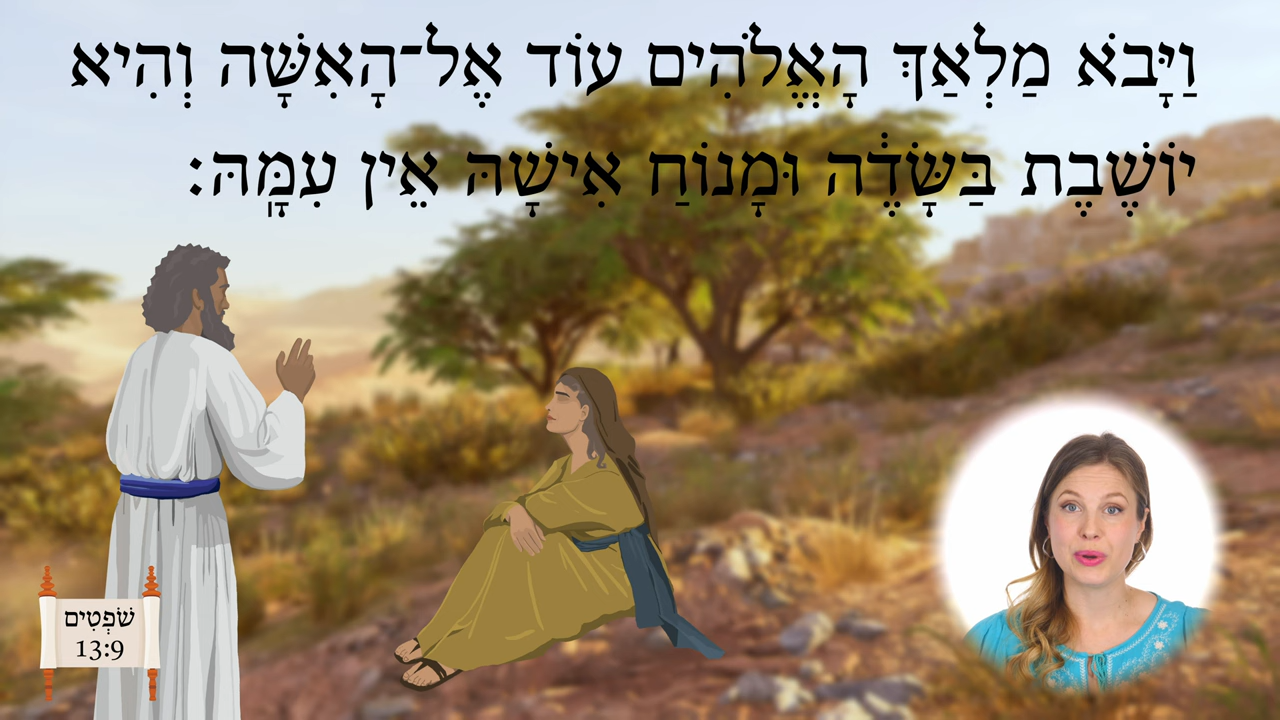 וַיָּבֹא מַלְאַךְ הָאֱלֹהִים עוֹד אֶל־הָאִשָּׁה וְהִיא
יוֹשֶׁבֶת בַּשָּׂדֶ֔ה וּמָנוֹחַ אִישָׁהּ אֵין עִמָּֽהּ׃
שֹׁפְטִים
13:9